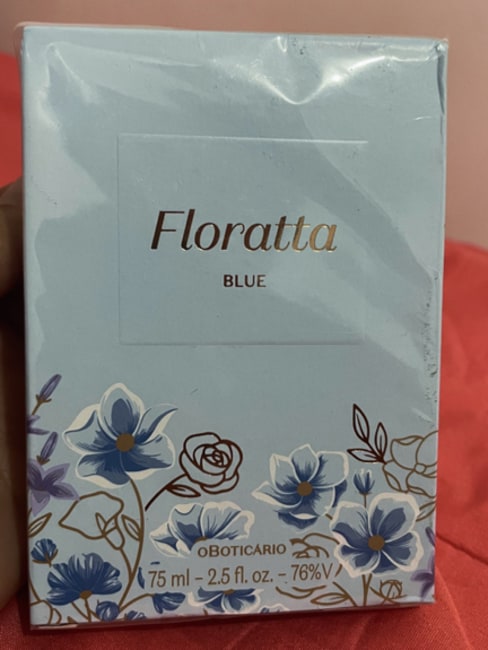 Floratta
BLUE
oBOTICÁRIO
75 ml – 2.5 fl. oz. – 76%V